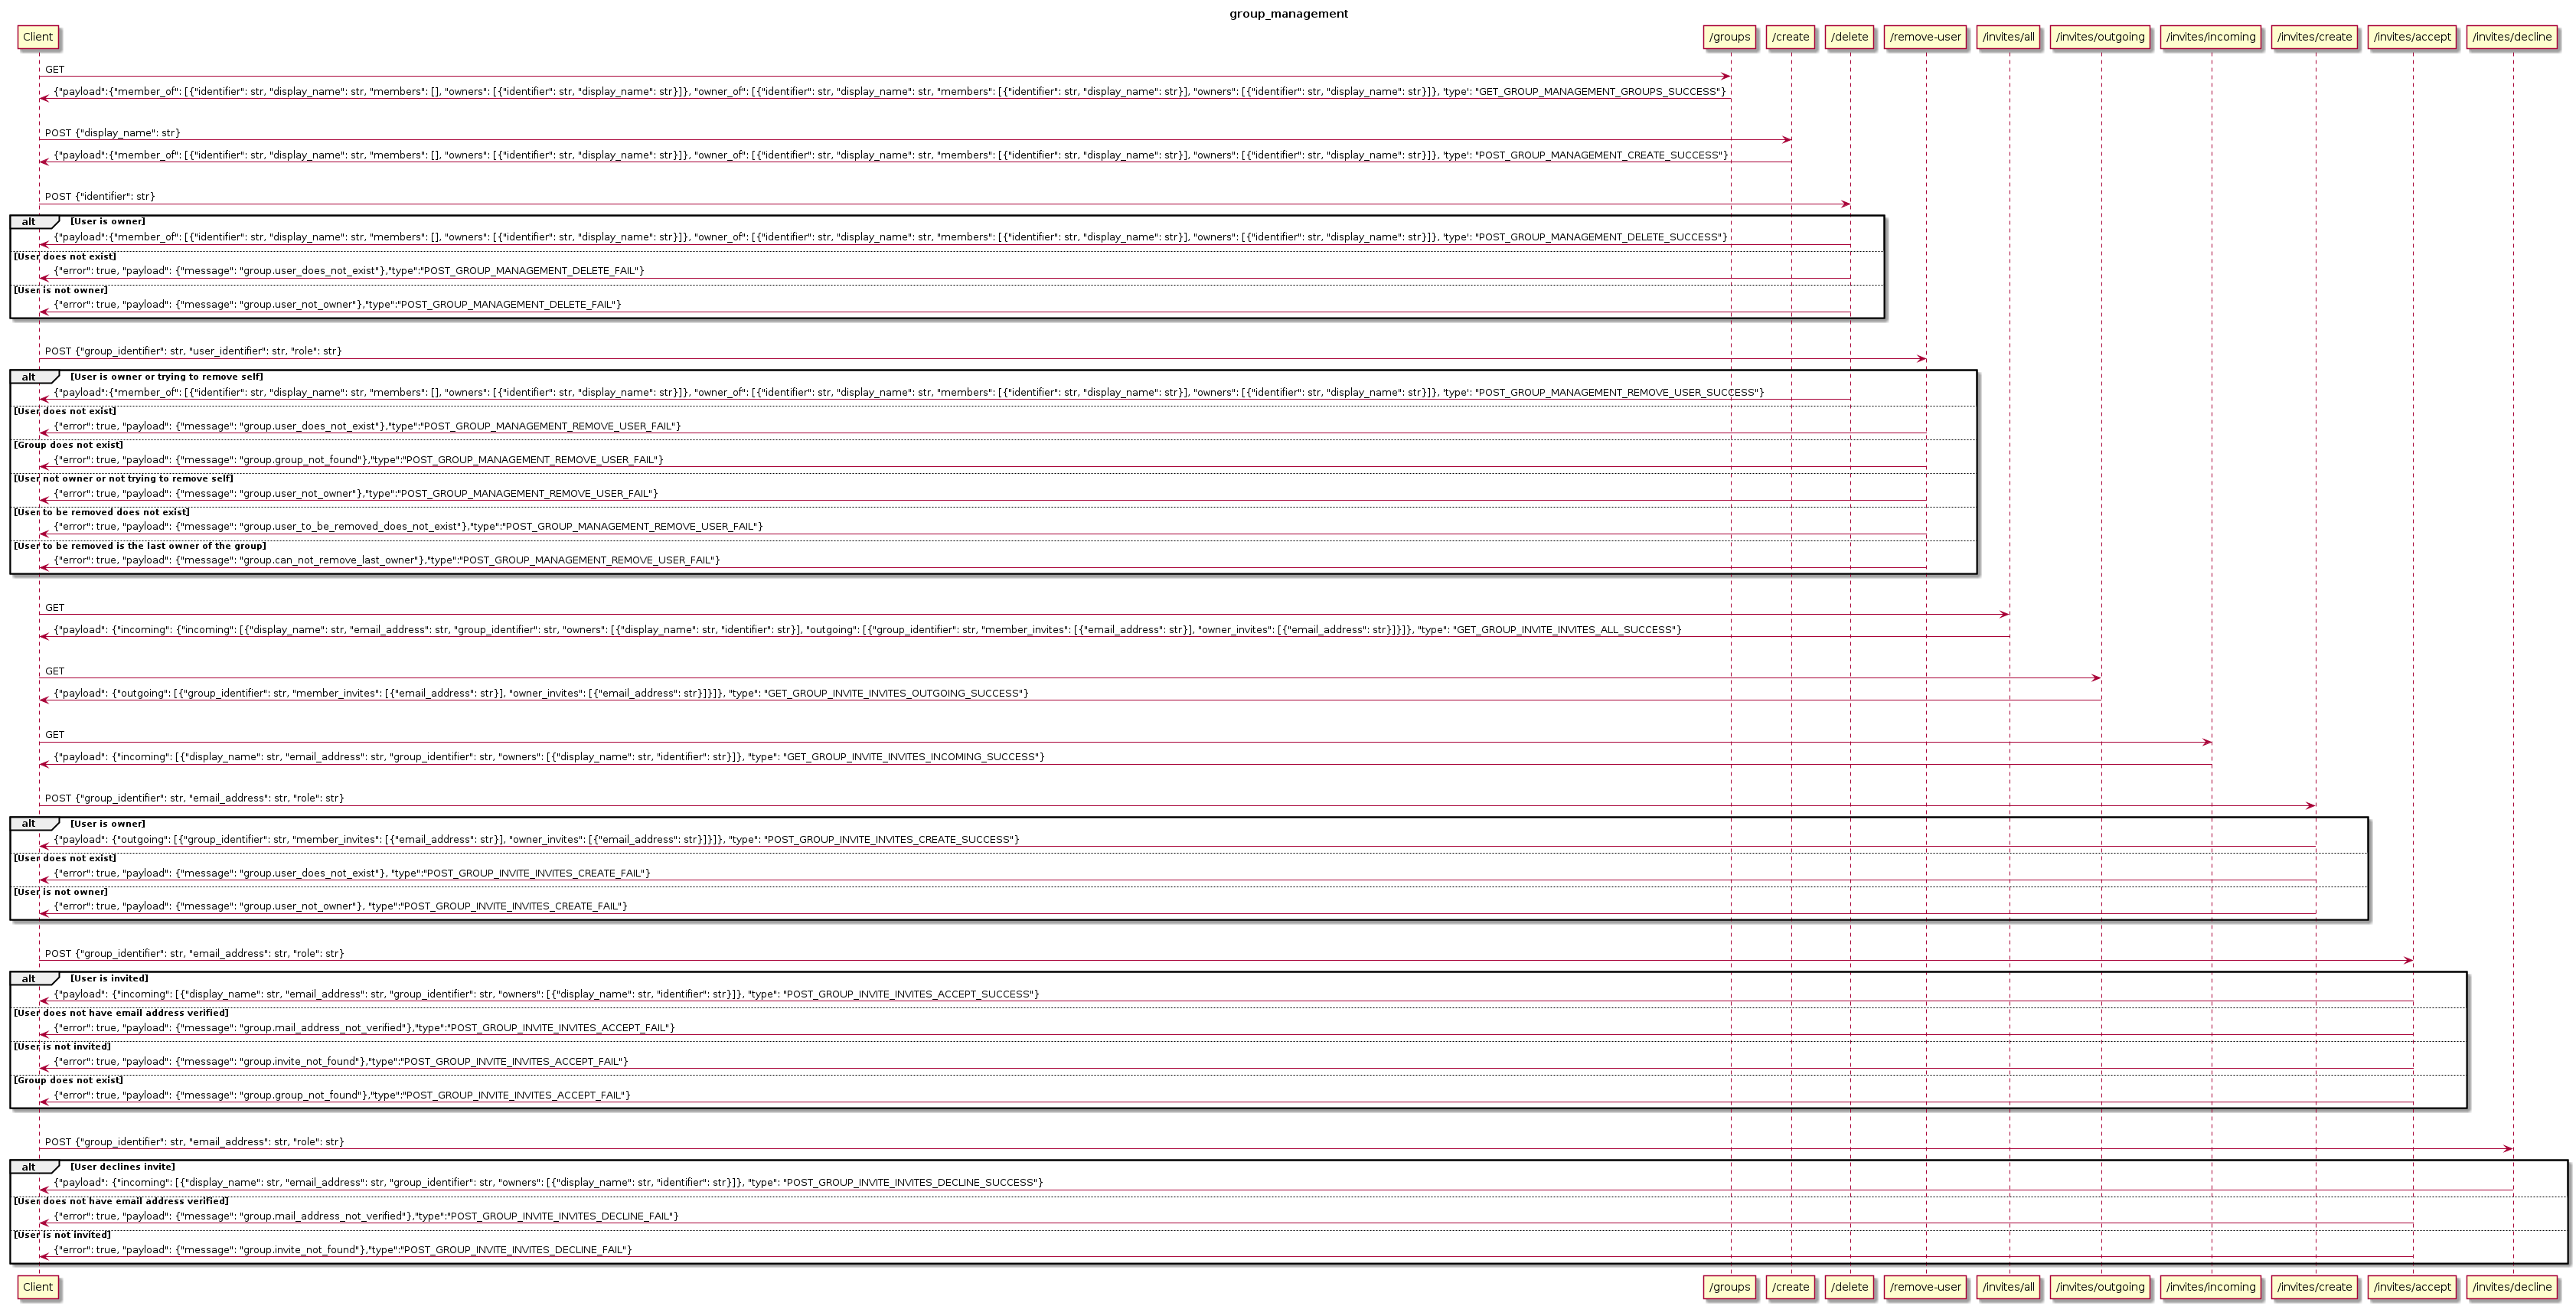 group_management
Client /groups /create /delete /remove-user /invites/all /invites/outgoing /invites/incoming /invites/create /invites/accept /invites/decline
GET
{"payload":{"member_of": [{"identifier": str, "display_name": str, "members": [], "owners": [{"identifier": str, "display_name": str}]}, "owner_of": [{"identifier": str, "display_name": str, "members": [{"identifier": str, "display_name": str}], "owners": [{"identifier": str, "display_name": str}]}, 'type': "GET_GROUP_MANAGEMENT_GROUPS_SUCCESS"}
POST {"display_name": str}
{"payload":{"member_of": [{"identifier": str, "display_name": str, "members": [], "owners": [{"identifier": str, "display_name": str}]}, "owner_of": [{"identifier": str, "display_name": str, "members": [{"identifier": str, "display_name": str}], "owners": [{"identifier": str, "display_name": str}]}, 'type': "POST_GROUP_MANAGEMENT_CREATE_SUCCESS"}
POST {"identifier": str}
alt [User is owner]
{"payload":{"member_of": [{"identifier": str, "display_name": str, "members": [], "owners": [{"identifier": str, "display_name": str}]}, "owner_of": [{"identifier": str, "display_name": str, "members": [{"identifier": str, "display_name": str}], "owners": [{"identifier": str, "display_name": str}]}, 'type': "POST_GROUP_MANAGEMENT_DELETE_SUCCESS"}
[User does not exist]
{"error": true, "payload": {"message": "group.user_does_not_exist"},"type":"POST_GROUP_MANAGEMENT_DELETE_FAIL"}
[User is not owner]
{"error": true, "payload": {"message": "group.user_not_owner"},"type":"POST_GROUP_MANAGEMENT_DELETE_FAIL"}
POST {"group_identifier": str, "user_identifier": str, "role": str}
alt [User is owner or trying to remove self]
{"payload":{"member_of": [{"identifier": str, "display_name": str, "members": [], "owners": [{"identifier": str, "display_name": str}]}, "owner_of": [{"identifier": str, "display_name": str, "members": [{"identifier": str, "display_name": str}], "owners": [{"identifier": str, "display_name": str}]}, 'type': "POST_GROUP_MANAGEMENT_REMOVE_USER_SUCCESS"}
[User does not exist]
{"error": true, "payload": {"message": "group.user_does_not_exist"},"type":"POST_GROUP_MANAGEMENT_REMOVE_USER_FAIL"}
[Group does not exist]
{"error": true, "payload": {"message": "group.group_not_found"},"type":"POST_GROUP_MANAGEMENT_REMOVE_USER_FAIL"}
[User not owner or not trying to remove self]
{"error": true, "payload": {"message": "group.user_not_owner"},"type":"POST_GROUP_MANAGEMENT_REMOVE_USER_FAIL"}
[User to be removed does not exist]
{"error": true, "payload": {"message": "group.user_to_be_removed_does_not_exist"},"type":"POST_GROUP_MANAGEMENT_REMOVE_USER_FAIL"}
[User to be removed is the last owner of the group]
{"error": true, "payload": {"message": "group.can_not_remove_last_owner"},"type":"POST_GROUP_MANAGEMENT_REMOVE_USER_FAIL"}
GET
{"payload": {"incoming": {"incoming": [{"display_name": str, "email_address": str, "group_identifier": str, "owners": [{"display_name": str, "identifier": str}], "outgoing": [{"group_identifier": str, "member_invites": [{"email_address": str}], "owner_invites": [{"email_address": str}]}]}, "type": "GET_GROUP_INVITE_INVITES_ALL_SUCCESS"}
GET
{"payload": {"outgoing": [{"group_identifier": str, "member_invites": [{"email_address": str}], "owner_invites": [{"email_address": str}]}]}, "type": "GET_GROUP_INVITE_INVITES_OUTGOING_SUCCESS"}
GET
{"payload": {"incoming": [{"display_name": str, "email_address": str, "group_identifier": str, "owners": [{"display_name": str, "identifier": str}]}, "type": "GET_GROUP_INVITE_INVITES_INCOMING_SUCCESS"}
POST {"group_identifier": str, "email_address": str, "role": str}
alt [User is owner]
{"payload": {"outgoing": [{"group_identifier": str, "member_invites": [{"email_address": str}], "owner_invites": [{"email_address": str}]}]}, "type": "POST_GROUP_INVITE_INVITES_CREATE_SUCCESS"}
[User does not exist]
{"error": true, "payload": {"message": "group.user_does_not_exist"}, "type":"POST_GROUP_INVITE_INVITES_CREATE_FAIL"}
[User is not owner]
{"error": true, "payload": {"message": "group.user_not_owner"}, "type":"POST_GROUP_INVITE_INVITES_CREATE_FAIL"}
POST {"group_identifier": str, "email_address": str, "role": str}
alt [User is invited]
{"payload": {"incoming": [{"display_name": str, "email_address": str, "group_identifier": str, "owners": [{"display_name": str, "identifier": str}]}, "type": "POST_GROUP_INVITE_INVITES_ACCEPT_SUCCESS"}
[User does not have email address verified]
{"error": true, "payload": {"message": "group.mail_address_not_verified"},"type":"POST_GROUP_INVITE_INVITES_ACCEPT_FAIL"}
[User is not invited]
{"error": true, "payload": {"message": "group.invite_not_found"},"type":"POST_GROUP_INVITE_INVITES_ACCEPT_FAIL"}
[Group does not exist]
{"error": true, "payload": {"message": "group.group_not_found"},"type":"POST_GROUP_INVITE_INVITES_ACCEPT_FAIL"}
POST {"group_identifier": str, "email_address": str, "role": str}
alt [User declines invite]
{"payload": {"incoming": [{"display_name": str, "email_address": str, "group_identifier": str, "owners": [{"display_name": str, "identifier": str}]}, "type": "POST_GROUP_INVITE_INVITES_DECLINE_SUCCESS"}
[User does not have email address verified]
{"error": true, "payload": {"message": "group.mail_address_not_verified"},"type":"POST_GROUP_INVITE_INVITES_DECLINE_FAIL"}
[User is not invited]
{"error": true, "payload": {"message": "group.invite_not_found"},"type":"POST_GROUP_INVITE_INVITES_DECLINE_FAIL"}
Client /groups /create /delete /remove-user /invites/all /invites/outgoing /invites/incoming /invites/create /invites/accept /invites/decline